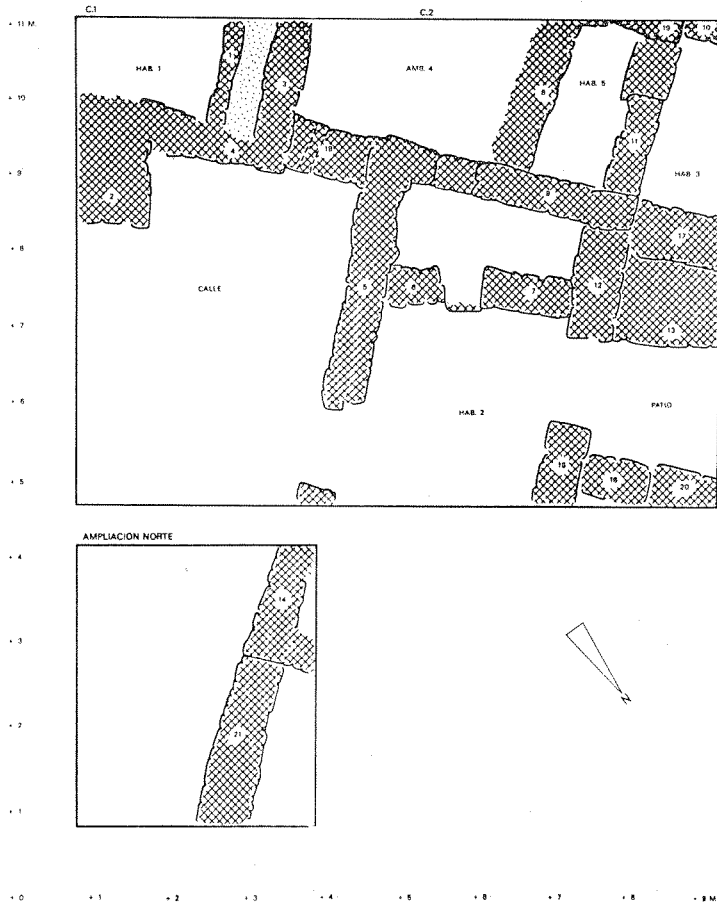 C.1 C.2
+ 11 M.
HAB. 1 1 3 AMB. 4 8 HAB. 5 19 10
+ 10
4 18 11
+ 9
2 9 HAB. 3
17
+ 8
CALLE 5 6 7 12
+ 7
13
+ 6
HAB. 2 PATIO
+ 5
15 16 20
AMPLIACION NORTE
+ 4
14
+ 3
+ 2
21
N
+ 1
+ 0 + 1 + 2 + 3 + 4 + 5 + 6 + 7 + 8 + 9 M